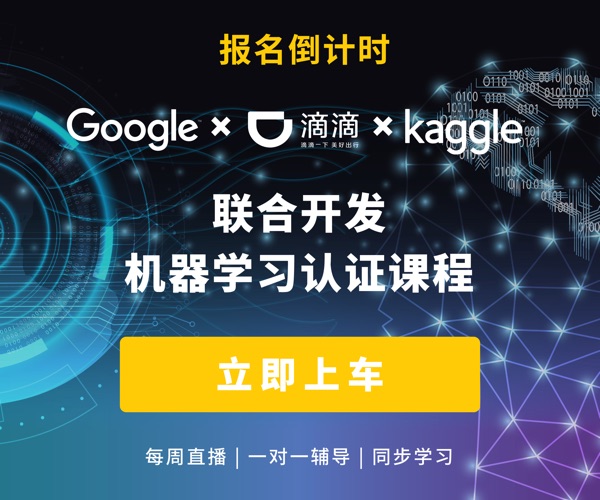 报名倒计时
Google × 滴滴 × kaggle
滴滴一下 美好出行
联合开发
机器学习认证课程
立即上车
每周直播 | 一对一辅导 | 同步学习